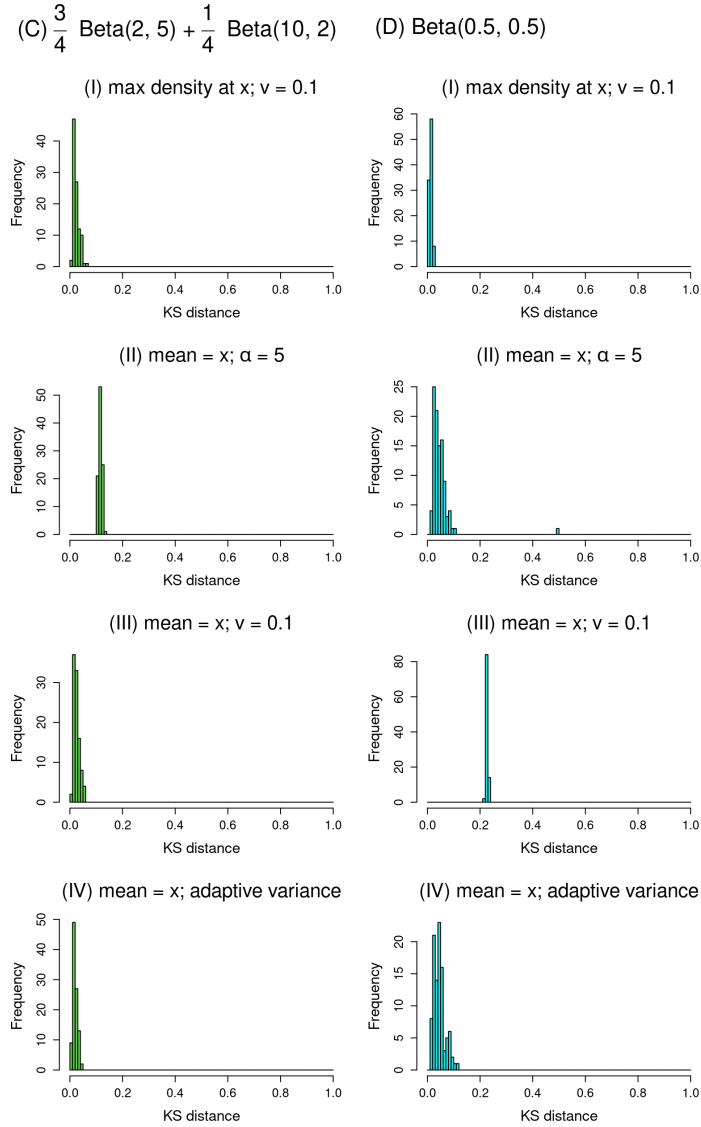 (C) 3/4 Beta(2, 5) + 1/4 Beta(10, 2)
(D) Beta(0.5, 0.5)
(I) max density at x; v = 0.1
Frequency
0 10 20 30 40
0.0 0.2 0.4 0.6 0.8 1.0
KS distance
(I) max density at x; v = 0.1
Frequency
0 10 20 30 40 50 60
0.0 0.2 0.4 0.6 0.8 1.0
KS distance
(II) mean = x; α = 5
Frequency
0 10 20 30 40 50
0.0 0.2 0.4 0.6 0.8 1.0
KS distance
(II) mean = x; α = 5
Frequency
0 5 10 15 20 25
0.0 0.2 0.4 0.6 0.8 1.0
KS distance
(III) mean = x; v = 0.1
Frequency
0 10 20 30
0.0 0.2 0.4 0.6 0.8 1.0
KS distance
(III) mean = x; v = 0.1
Frequency
0 20 40 60 80
0.0 0.2 0.4 0.6 0.8 1.0
KS distance
(IV) mean = x; adaptive variance
Frequency
0 10 20 30 40 50
0.0 0.2 0.4 0.6 0.8 1.0
KS distance
(IV) mean = x; adaptive variance
Frequency
0 5 10 15 20
0.0 0.2 0.4 0.6 0.8 1.0
KS distance